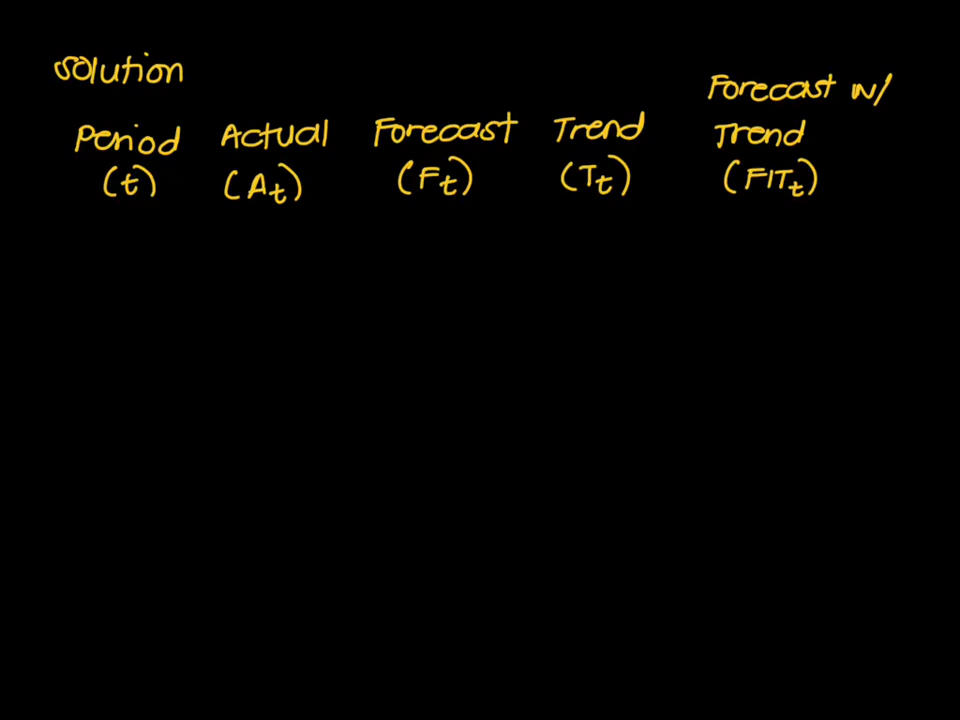 Solution
Period Actual Forecast Trend Forecast w/ Trend
(t) (At) (Ft) (Tt) (FITt)